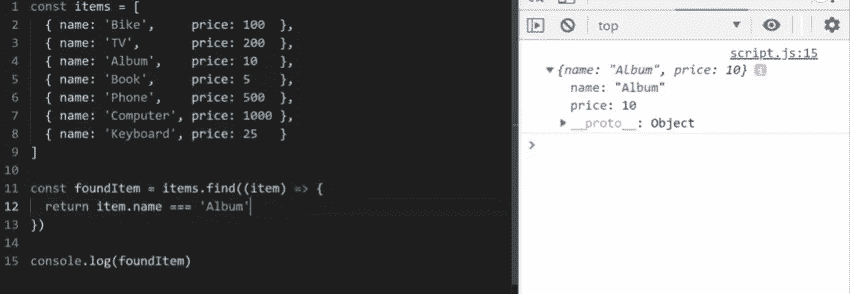 1 const items = [
2   { name: 'Bike',     price: 100  },
3   { name: 'TV',       price: 200  },
4   { name: 'Album',    price: 10   },
5   { name: 'Book',     price: 5    },
6   { name: 'Phone',    price: 500  },
7   { name: 'Computer', price: 1000 },
8   { name: 'Keyboard', price: 25   }
9 ]
10
11 const foundItem = items.find((item) => {
12   return item.name === 'Album'
13 })
14
15 console.log(foundItem)
top
script.js:15
{name: "Album", price: 10} i
name: "Album"
price: 10
__proto__: Object